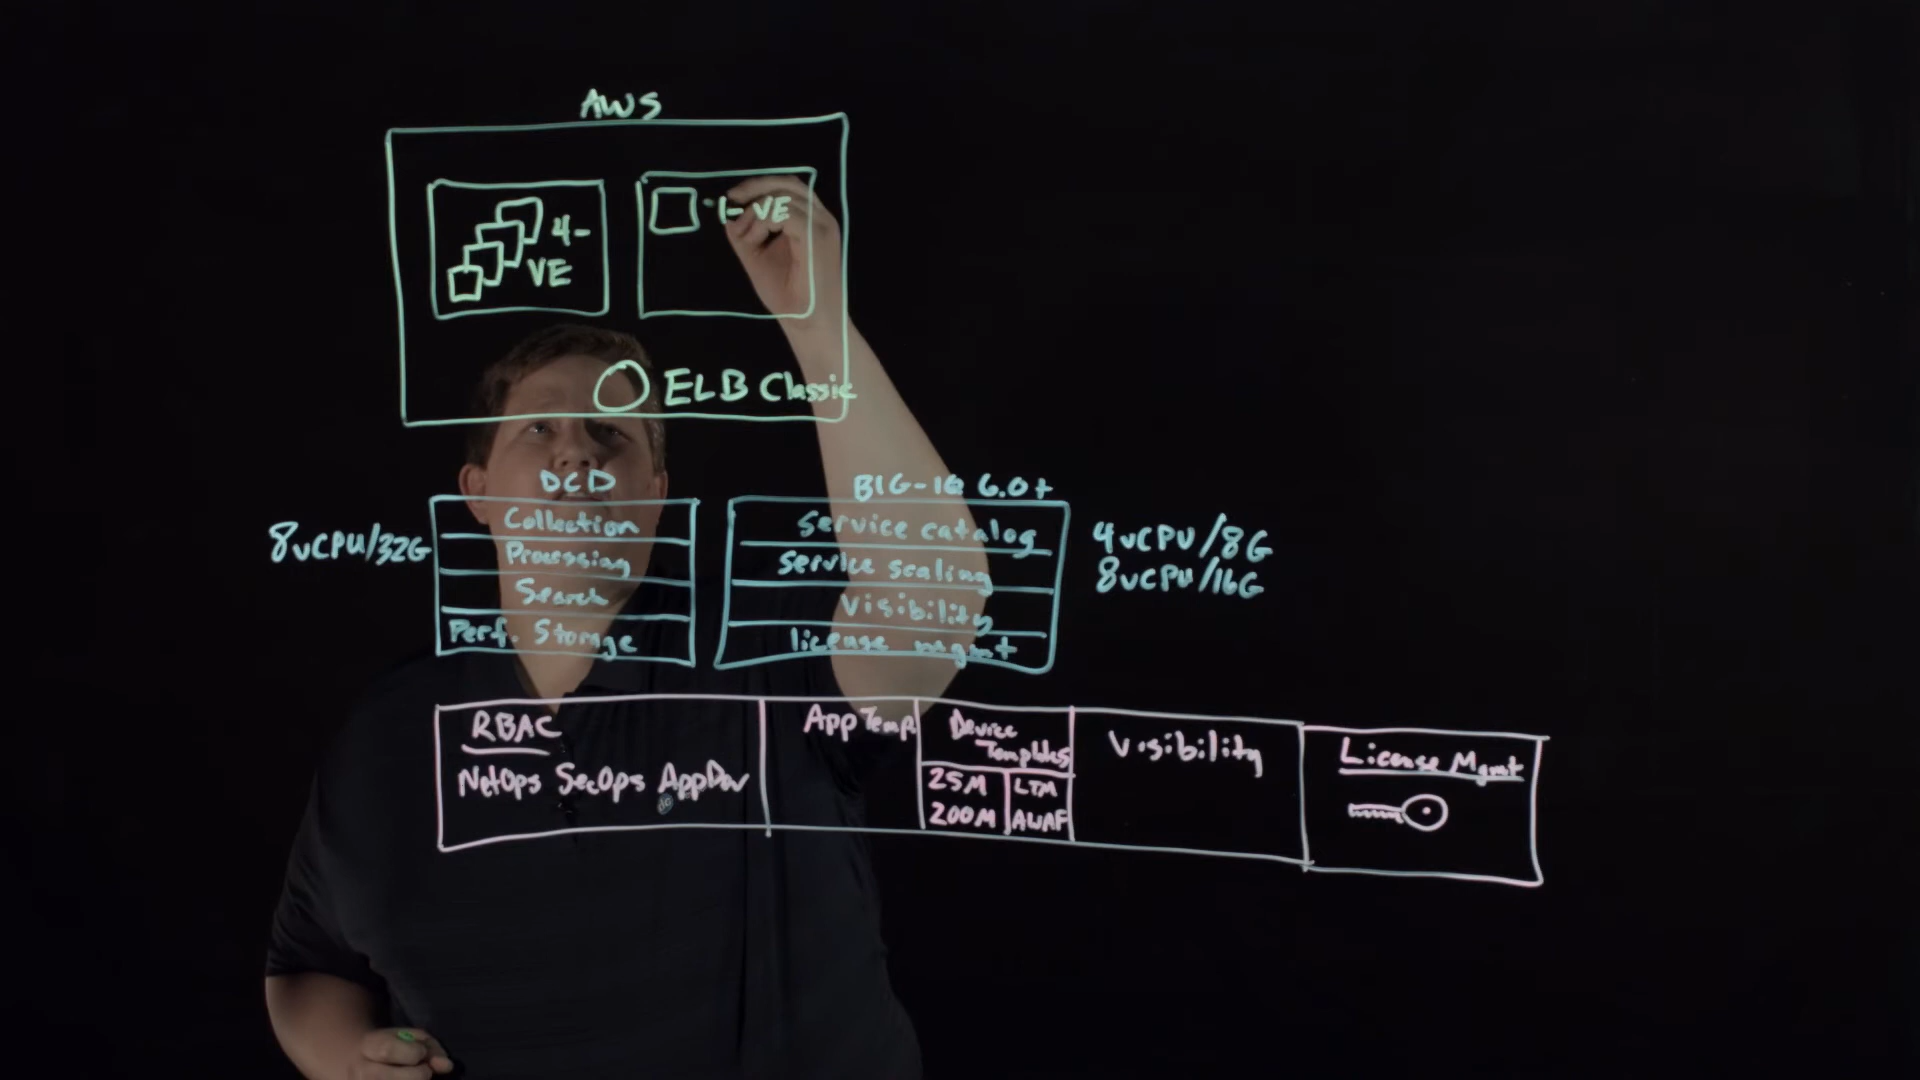 AWS
4-
VE
1- VE
ELB Classic
DCD
Collection
Processing
Search
Perf. Storage
8vCPU/32G
BIG-IQ 6.0+
service catalog
service scaling
visibility
license mgmt
4vCPU/8G
8vCPU/16G
RBAC
NetOps SecOps AppDev
App Temp
Device
Templates
25M
200M
LTM
AWAF
Visibility
License Mgmt